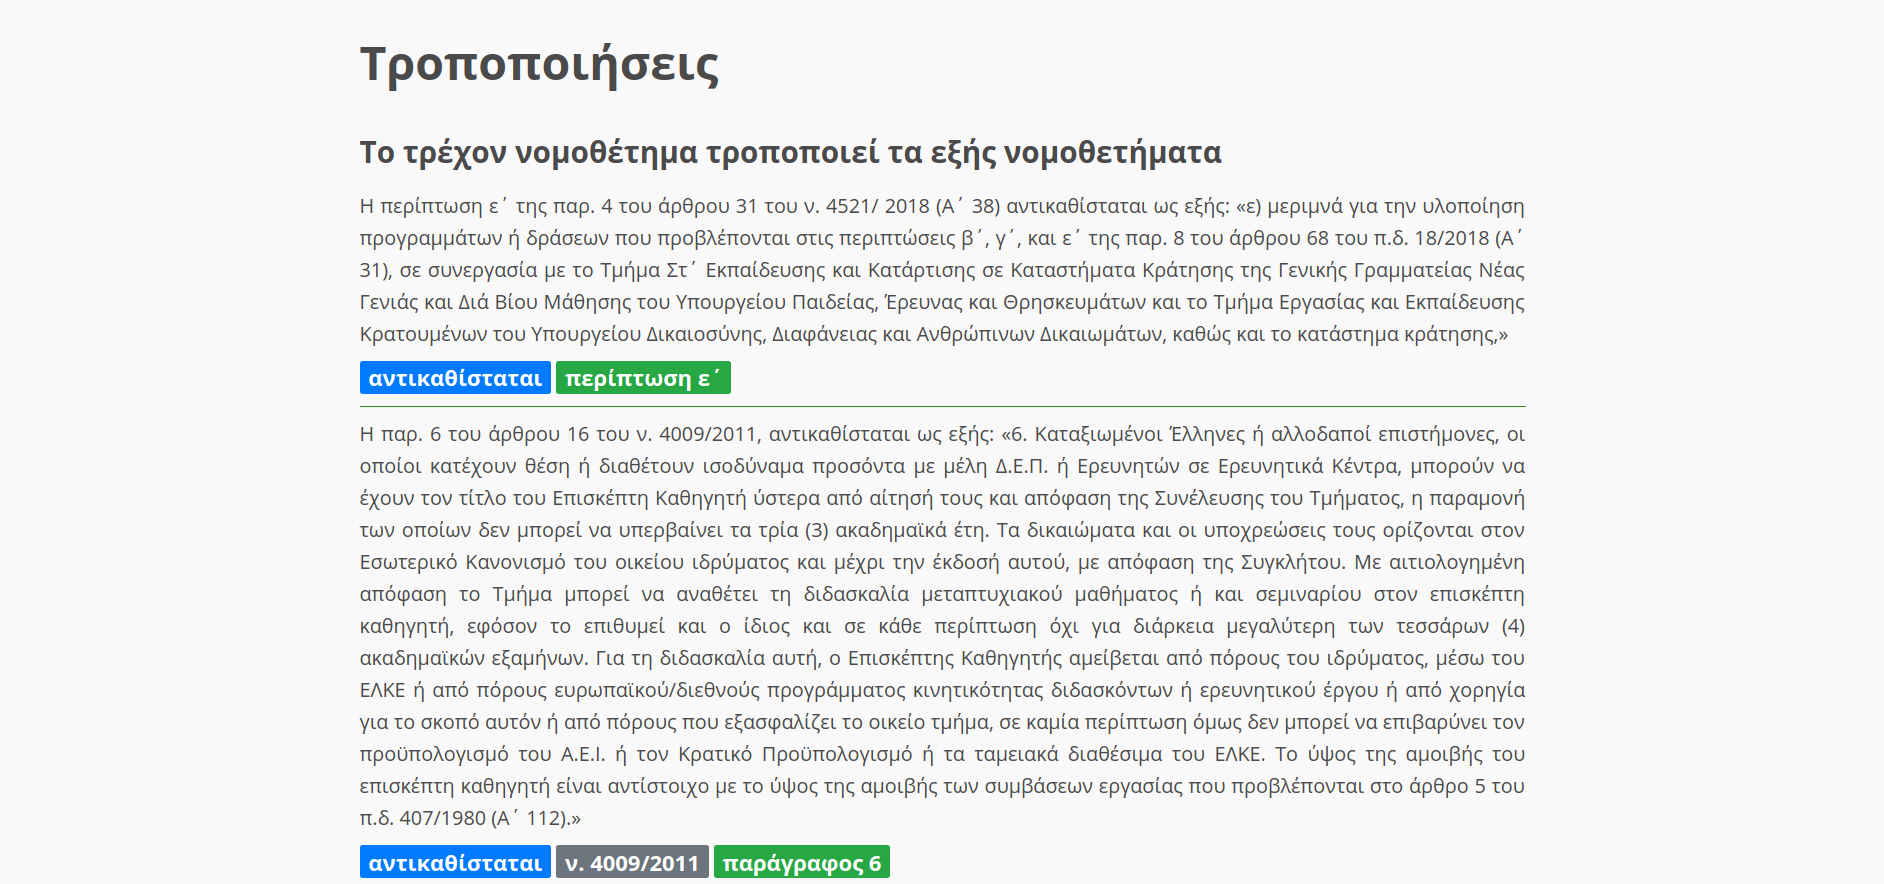 Τροποποιήσεις
Το τρέχον νομοθέτημα τροποποιεί τα εξής νομοθετήματα
Η περίπτωση ε΄ της παρ. 4 του άρθρου 31 του ν. 4521/ 2018 (Α΄ 38) αντικαθίσταται ως εξής: «ε) μεριμνά για την υλοποίηση
προγραμμάτων ή δράσεων που προβλέπονται στις περιπτώσεις β΄, γ΄, και ε΄ της παρ. 8 του άρθρου 68 του π.δ. 18/2018 (Α΄
31), σε συνεργασία με το Τμήμα Στ΄ Εκπαίδευσης και Κατάρτισης σε Καταστήματα Κράτησης της Γενικής Γραμματείας Νέας
Γενιάς και Διά Βίου Μάθησης του Υπουργείου Παιδείας, Έρευνας και Θρησκευμάτων και το Τμήμα Εργασίας και Εκπαίδευσης
Κρατουμένων του Υπουργείου Δικαιοσύνης, Διαφάνειας και Ανθρώπινων Δικαιωμάτων, καθώς και το κατάστημα κράτησης,»
αντικαθίσταται περίπτωση ε΄
Η παρ. 6 του άρθρου 16 του ν. 4009/2011, αντικαθίσταται ως εξής: «6. Καταξιωμένοι Έλληνες ή αλλοδαποί επιστήμονες, οι
οποίοι κατέχουν θέση ή διαθέτουν ισοδύναμα προσόντα με μέλη Δ.Ε.Π. ή Ερευνητών σε Ερευνητικά Κέντρα, μπορούν να
έχουν τον τίτλο του Επισκέπτη Καθηγητή ύστερα από αίτησή τους και απόφαση της Συνέλευσης του Τμήματος, η παραμονή
των οποίων δεν μπορεί να υπερβαίνει τα τρία (3) ακαδημαϊκά έτη. Τα δικαιώματα και οι υποχρεώσεις τους ορίζονται στον
Εσωτερικό Κανονισμό του οικείου ιδρύματος και μέχρι την έκδοσή αυτού, με απόφαση της Συγκλήτου. Με αιτιολογημένη
απόφαση το Τμήμα μπορεί να αναθέτει τη διδασκαλία μεταπτυχιακού μαθήματος ή και σεμιναρίου στον επισκέπτη
καθηγητή, εφόσον το επιθυμεί και ο ίδιος και σε κάθε περίπτωση όχι για διάρκεια μεγαλύτερη των τεσσάρων (4)
ακαδημαϊκών εξαμήνων. Για τη διδασκαλία αυτή, ο Επισκέπτης Καθηγητής αμείβεται από πόρους του ιδρύματος, μέσω του
ΕΛΚΕ ή από πόρους ευρωπαϊκού/διεθνούς προγράμματος κινητικότητας διδασκόντων ή ερευνητικού έργου ή από χορηγία
για το σκοπό αυτόν ή από πόρους που εξασφαλίζει το οικείο τμήμα, σε καμία περίπτωση όμως δεν μπορεί να επιβαρύνει τον
προϋπολογισμό του Α.Ε.Ι. ή τον Κρατικό Προϋπολογισμό ή τα ταμειακά διαθέσιμα του ΕΛΚΕ. Το ύψος της αμοιβής του
επισκέπτη καθηγητή είναι αντίστοιχο με το ύψος της αμοιβής των συμβάσεων εργασίας που προβλέπονται στο άρθρο 5 του
π.δ. 407/1980 (Α΄ 112).»
αντικαθίσταται ν. 4009/2011 παράγραφος 6